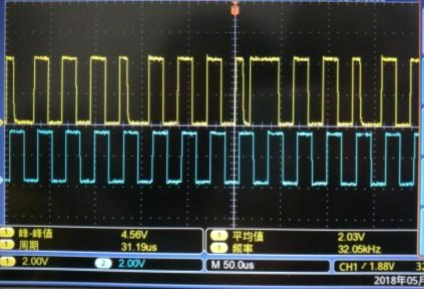 1 峰-峰值 4.56V
1 周期 31.19us
1 平均值 2.03V
1 频率 32.05kHz
1 2.00V 2 2.00V M 50.0us CH1 / 1.88V
2018年05月